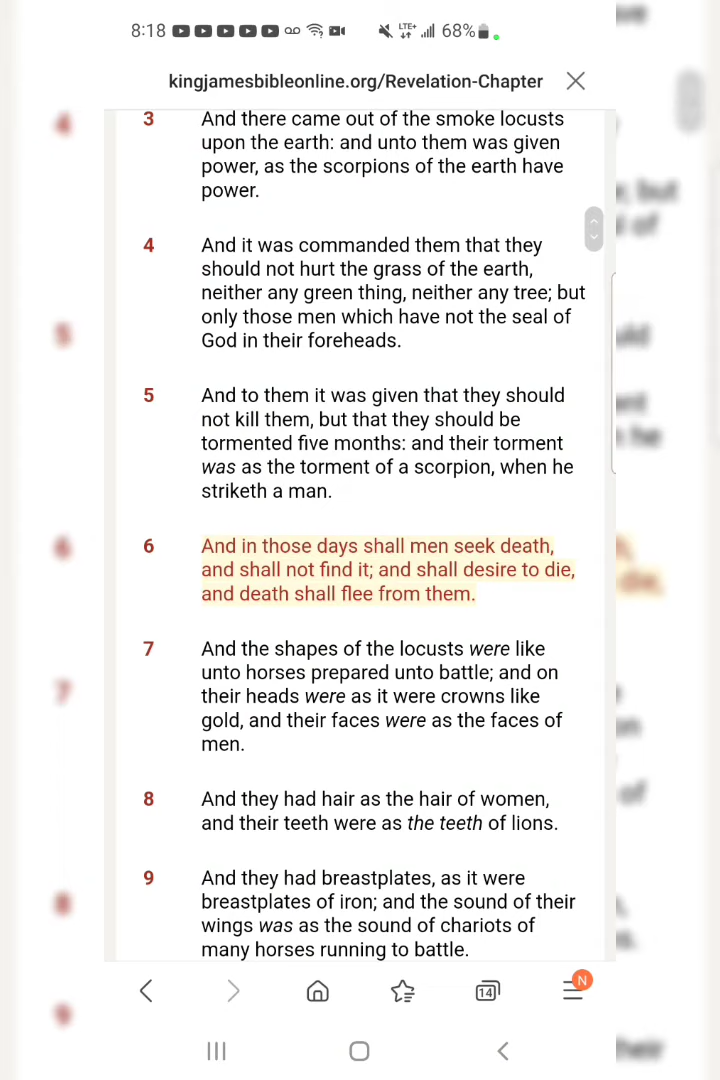 8:18 LTE+ 68%
kingjamesbibleonline.org/Revelation-Chapter
3 And there came out of the smoke locusts
upon the earth: and unto them was given
power, as the scorpions of the earth have
power.
4 And it was commanded them that they
should not hurt the grass of the earth,
neither any green thing, neither any tree; but
only those men which have not the seal of
God in their foreheads.
5 And to them it was given that they should
not kill them, but that they should be
tormented five months: and their torment
was as the torment of a scorpion, when he
striketh a man.
6 And in those days shall men seek death,
and shall not find it; and shall desire to die,
and death shall flee from them.
7 And the shapes of the locusts were like
unto horses prepared unto battle; and on
their heads were as it were crowns like
gold, and their faces were as the faces of
men.
8 And they had hair as the hair of women,
and their teeth were as the teeth of lions.
9 And they had breastplates, as it were
breastplates of iron; and the sound of their
wings was as the sound of chariots of
many horses running to battle.
14 N